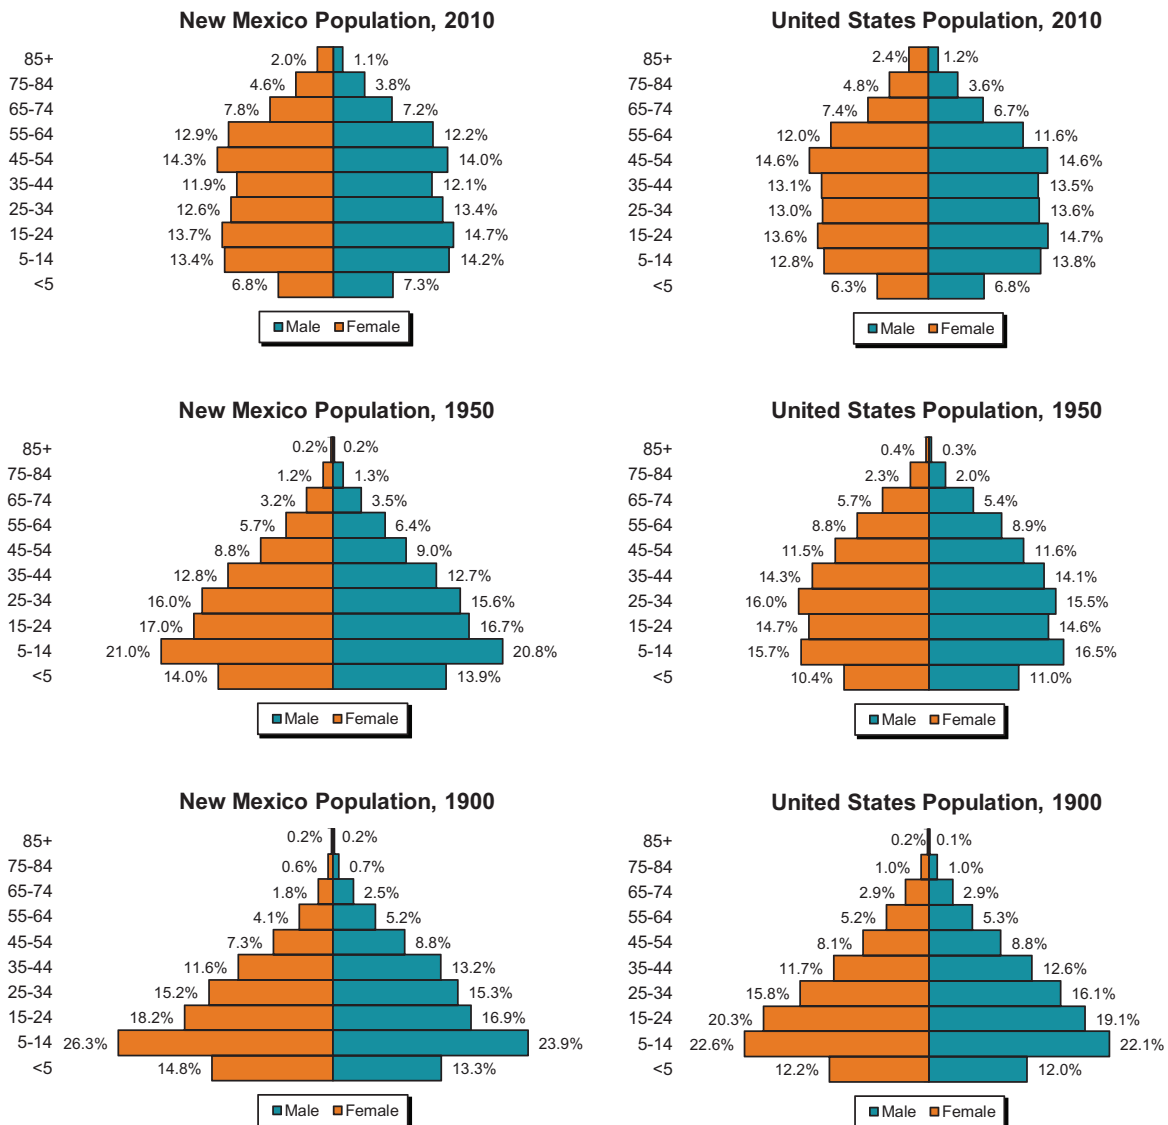 New Mexico Population, 2010
85+ 2.0% 1.1%
75-84 4.6% 3.8%
65-74 7.8% 7.2%
55-64 12.9% 12.2%
45-54 14.3% 14.0%
35-44 11.9% 12.1%
25-34 12.6% 13.4%
15-24 13.7% 14.7%
5-14 13.4% 14.2%
<5 6.8% 7.3%
Male Female
United States Population, 2010
2.4% 1.2%
4.8% 3.6%
7.4% 6.7%
12.0% 11.6%
14.6% 14.6%
13.1% 13.5%
13.0% 13.6%
13.6% 14.7%
12.8% 13.8%
6.3% 6.8%
Male Female
New Mexico Population, 1950
85+ 0.2% 0.2%
75-84 1.2% 1.3%
65-74 3.2% 3.5%
55-64 5.7% 6.4%
45-54 8.8% 9.0%
35-44 12.8% 12.7%
25-34 16.0% 15.6%
15-24 17.0% 16.7%
5-14 21.0% 20.8%
<5 14.0% 13.9%
Male Female
United States Population, 1950
85+ 0.4% 0.3%
75-84 2.3% 2.0%
65-74 5.7% 5.4%
55-64 8.8% 8.9%
45-54 11.5% 11.6%
35-44 14.3% 14.1%
25-34 16.0% 15.5%
15-24 14.7% 14.6%
5-14 15.7% 16.5%
<5 10.4% 11.0%
Male Female
New Mexico Population, 1900
85+ 0.2% 0.2%
75-84 0.6% 0.7%
65-74 1.8% 2.5%
55-64 4.1% 5.2%
45-54 7.3% 8.8%
35-44 11.6% 13.2%
25-34 15.2% 15.3%
15-24 18.2% 16.9%
5-14 26.3% 23.9%
<5 14.8% 13.3%
Male Female
United States Population, 1900
85+ 0.2% 0.1%
75-84 1.0% 1.0%
65-74 2.9% 2.9%
55-64 5.2% 5.3%
45-54 8.1% 8.8%
35-44 11.7% 12.6%
25-34 15.8% 16.1%
15-24 20.3% 19.1%
5-14 22.6% 22.1%
<5 12.2% 12.0%
Male Female